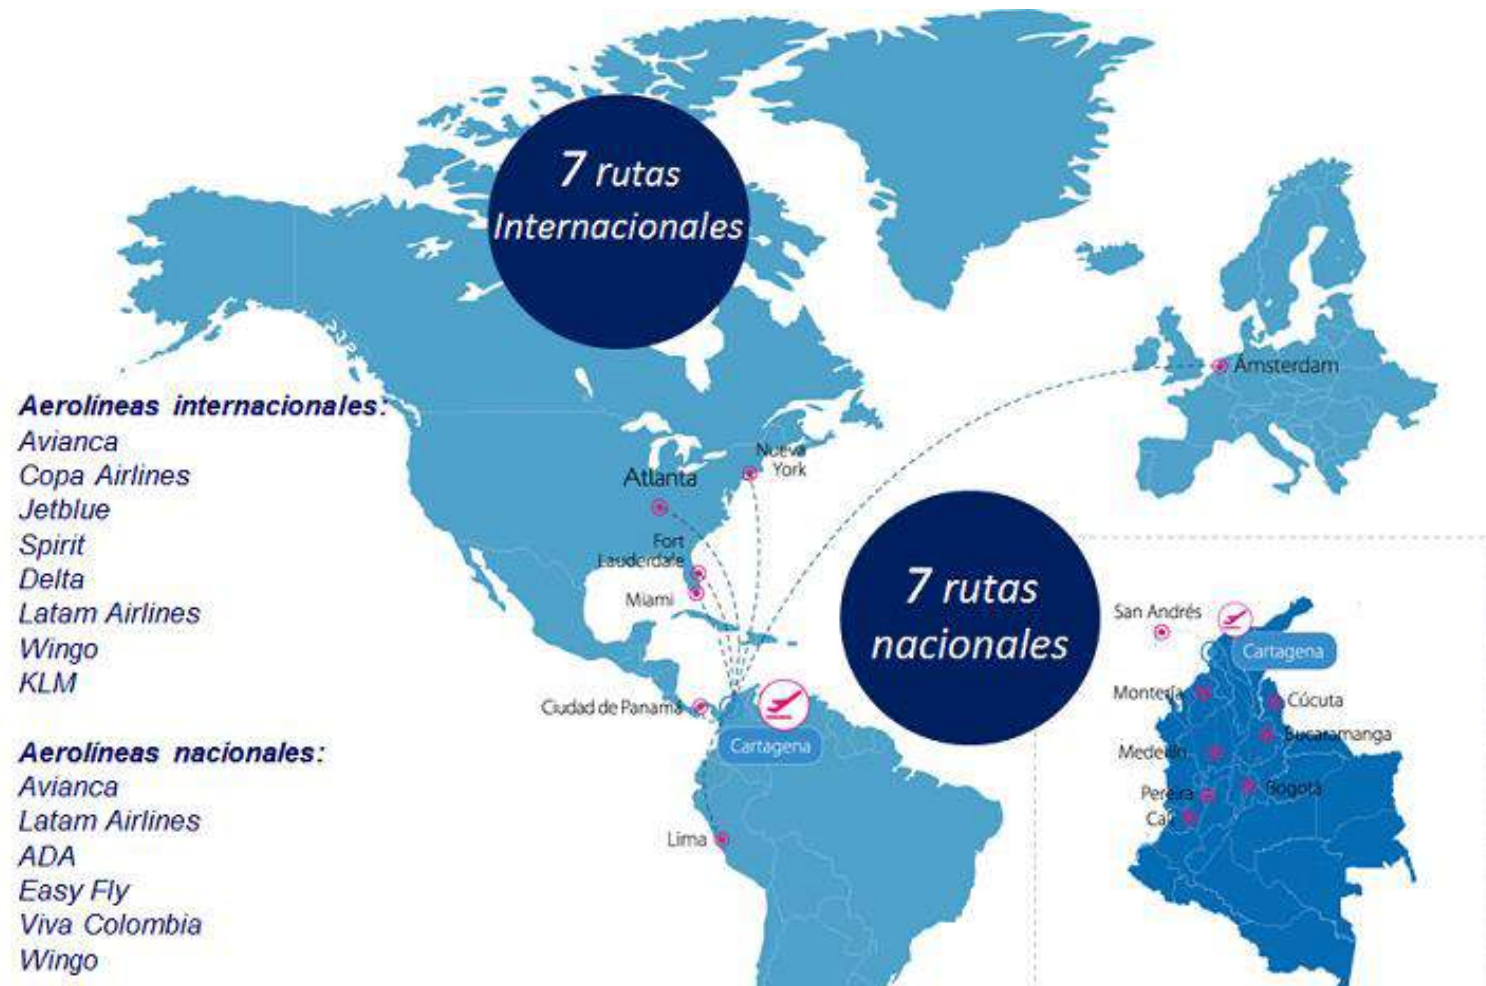 7 rutas
Internacionales
Ámsterdam
Aerolíneas internacionales:
Avianca
Copa Airlines
Jetblue
Spirit
Delta
Latam Airlines
Wingo
KLM
Nueva
York
Atlanta
Fort
Lauderdale
Miami
Ciudad de Panamá
Cartagena
Lima
7 rutas
nacionales
San Andrés
Cartagena
Montería
Cúcuta
Bucaramanga
Medellín
Pereira
Bogotá
Cali
Aerolíneas nacionales:
Avianca
Latam Airlines
ADA
Easy Fly
Viva Colombia
Wingo